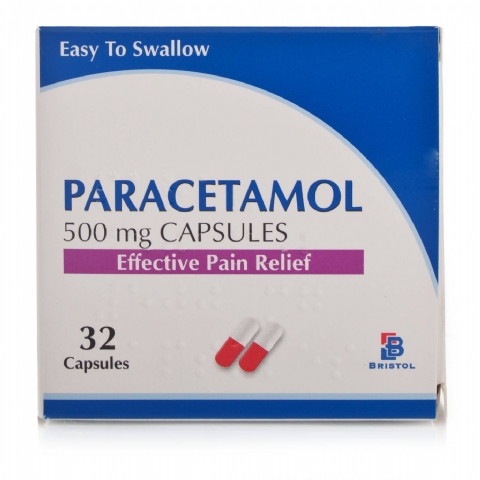 Easy To Swallow
PARACETAMOL
500 mg CAPSULES
Effective Pain Relief
32
Capsules
B
BRISTOL